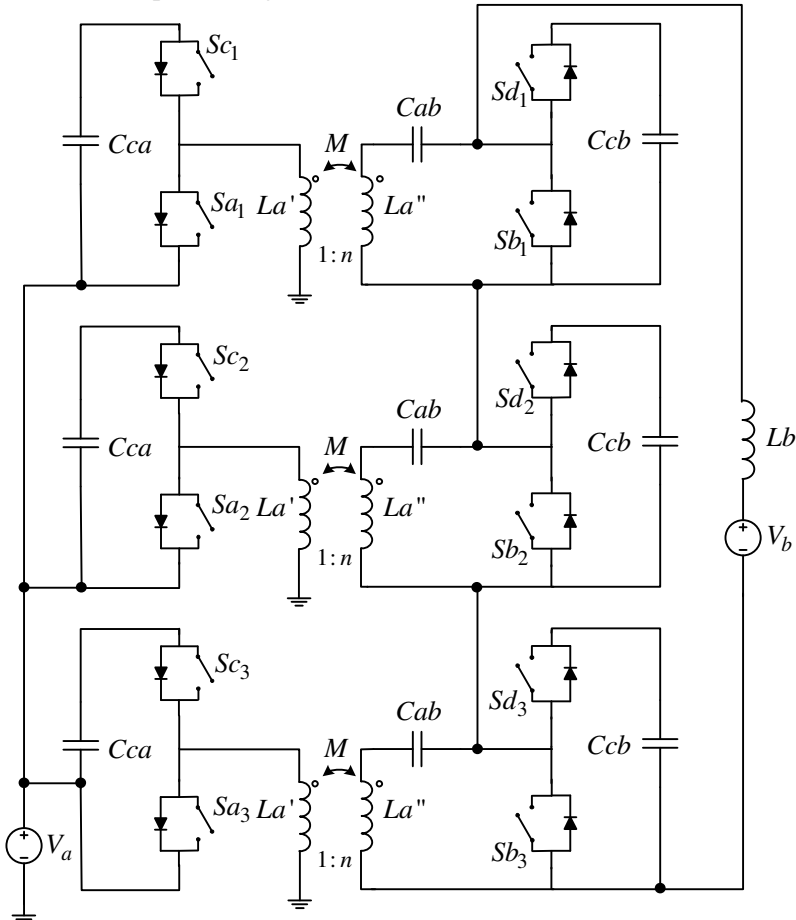 Sc1
Sd1
Cab
Cca
M
Ccb
Sa1
La'
La"
Sb1
1:n
Sc2
Sd2
Cab
Cca
M
Ccb
Lb
Sa2
La'
La"
Sb2
Vb
1:n
Sc3
Sd3
Cab
Cca
M
Ccb
Sa3
La'
La"
Sb3
Va
1:n